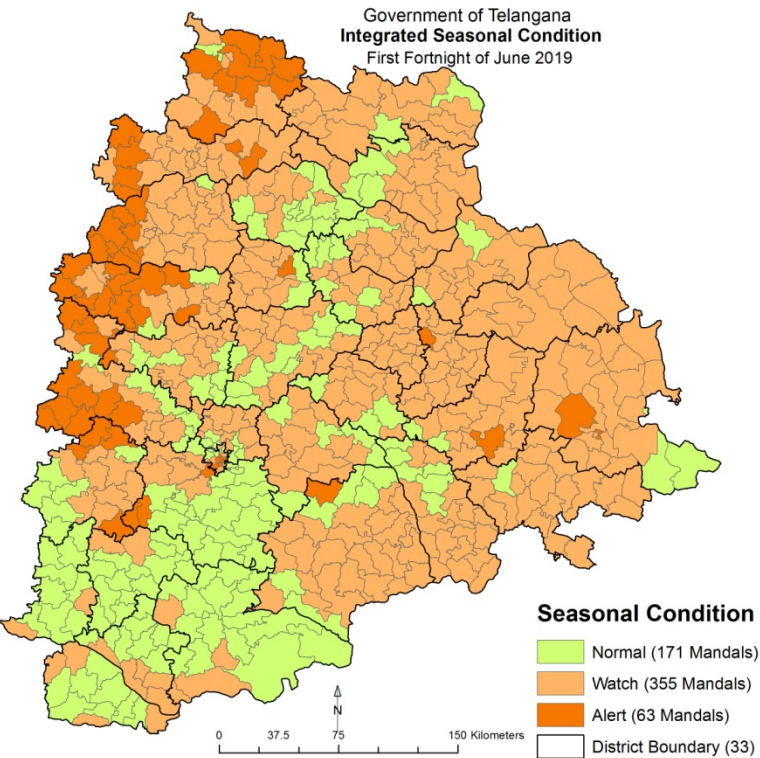 Government of Telangana
Integrated Seasonal Condition
First Fortnight of June 2019
Seasonal Condition
Normal (171 Mandals)
Watch (355 Mandals)
Alert (63 Mandals)
District Boundary (33)
N
0 37.5 75 150 Kilometers